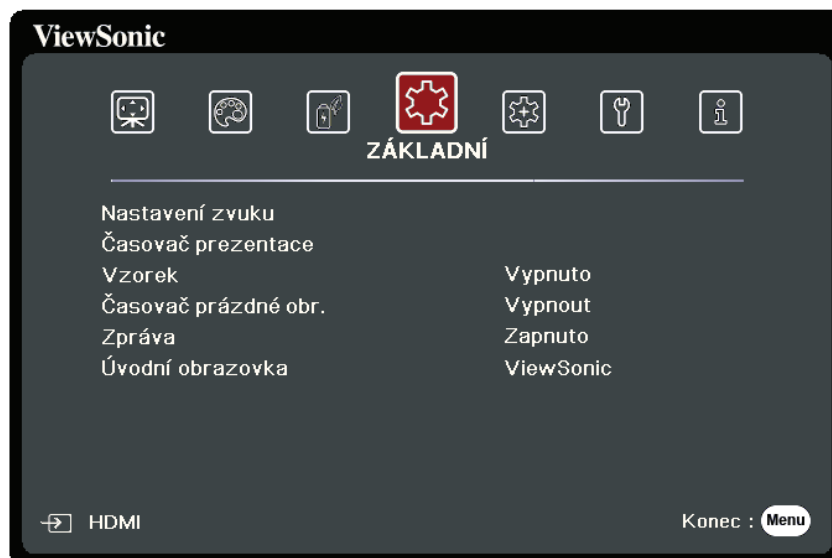 ViewSonic
ZÁKLADNÍ
Nastavení zvuku
Časovač prezentace
Vzorek Vypnuto
Časovač prázdné obr. Vypnout
Zpráva Zapnuto
Úvodní obrazovka ViewSonic
HDMI Konec : Menu